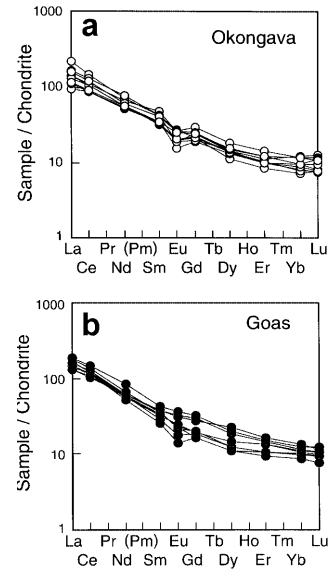 a
Okongava
1000
100
10
1
Sample / Chondrite
La Pr (Pm) Eu Tb Ho Tm Lu
Ce Nd Sm Gd Dy Er Yb
b
Goas
1000
100
10
1
Sample / Chondrite
La Pr (Pm) Eu Tb Ho Tm Lu
Ce Nd Sm Gd Dy Er Yb